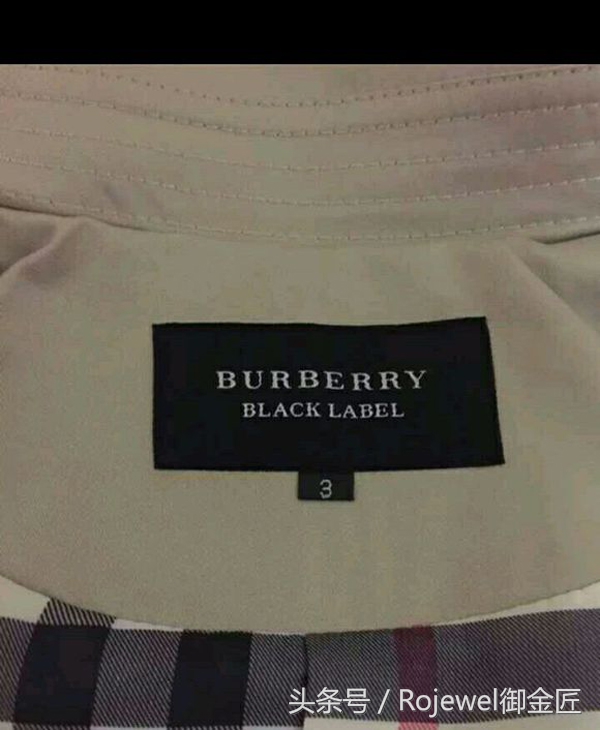 BURBERRY
BLACK LABEL
3
头条号 / Rojewel御金匠